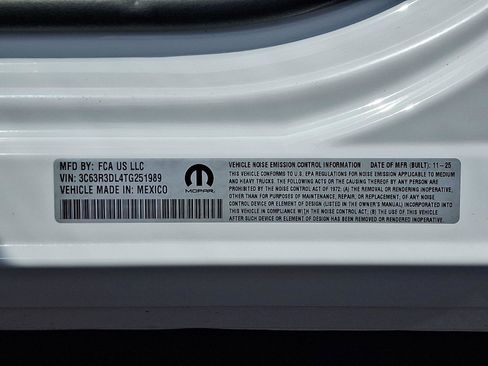 MFD BY: FCA US LLC
VIN: 3C63R3DL4TG251989
VEHICLE MADE IN: MEXICO
MOPAR
VEHICLE NOISE EMISSION CONTROL INFORMATION DATE OF MFR (BUILT): 11-25
THIS VEHICLE CONFORMS TO U.S. EPA REGULATIONS FOR NOISE EMISSION APPLICABLE TO MEDIUM
AND HEAVY TRUCKS. THE FOLLOWING ACTS OR THE CAUSING THEREOF BY ANY PERSON
ARE PROHIBITED BY THE NOISE CONTROL ACT OF 1972: (A) THE REMOVAL OR RENDERING INOPERATIVE,
OTHER THAN FOR PURPOSES OF MAINTENANCE, REPAIR, OR REPLACEMENT, OF ANY NOISE
CONTROL DEVICE OR ELEMENT OF DESIGN (LISTED IN THE OWNER'S MANUAL) INCORPORATED
INTO THIS VEHICLE IN COMPLIANCE WITH THE NOISE CONTROL ACT; (B) THE USE OF THIS VEHICLE
AFTER SUCH DEVICE OR ELEMENT OF DESIGN HAS BEEN REMOVED OR RENDERED INOPERATIVE.